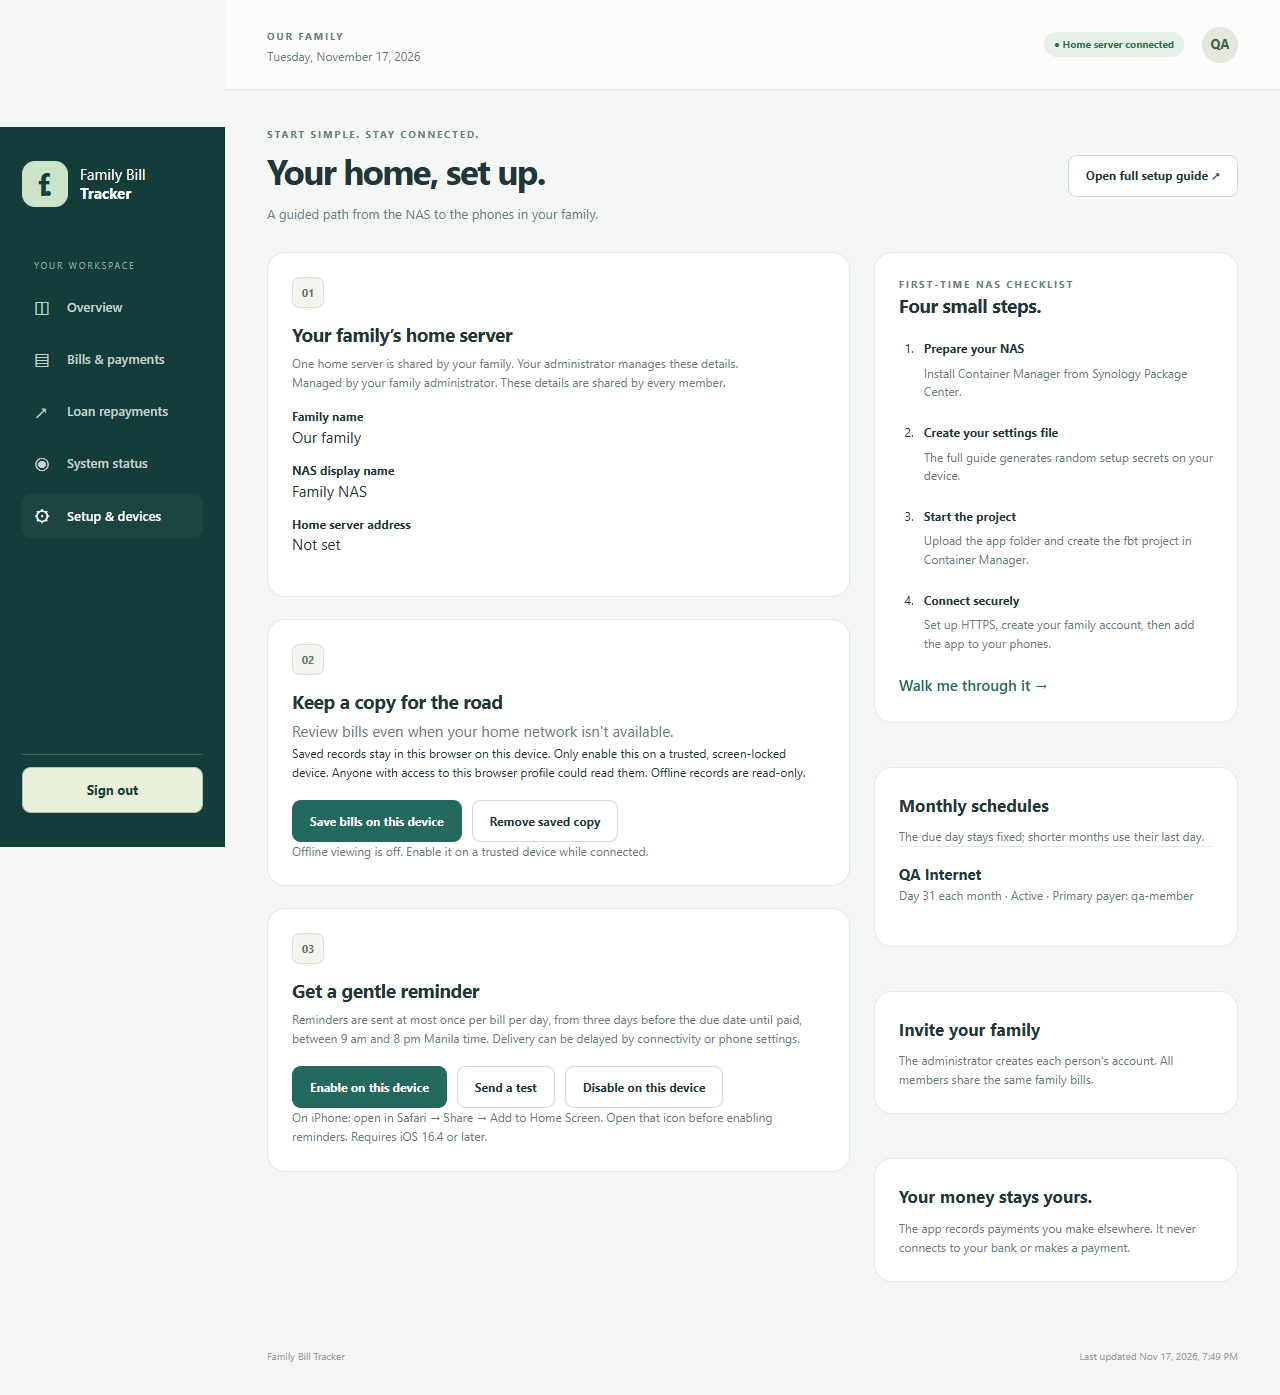 OUR FAMILY
Tuesday, November 17, 2026
• Home server connected
QA
Family Bill
Tracker
YOUR WORKSPACE
Overview
Bills & payments
Loan repayments
System status
Setup & devices
Sign out
START SIMPLE. STAY CONNECTED.
Your home, set up.
A guided path from the NAS to the phones in your family.
Open full setup guide ↗
01
Your family's home server
One home server is shared by your family. Your administrator manages these details.
Managed by your family administrator. These details are shared by every member.
Family name
Our family
NAS display name
Family NAS
Home server address
Not set
02
Keep a copy for the road
Review bills even when your home network isn't available.
Saved records stay in this browser on this device. Only enable this on a trusted, screen-locked
device. Anyone with access to this browser profile could read them. Offline records are read-only.
Save bills on this device
Remove saved copy
Offline viewing is off. Enable it on a trusted device while connected.
03
Get a gentle reminder
Reminders are sent at most once per bill per day, from three days before the due date until paid,
between 9 am and 8 pm Manila time. Delivery can be delayed by connectivity or phone settings.
Enable on this device
Send a test
Disable on this device
On iPhone: open in Safari → Share → Add to Home Screen. Open that icon before enabling
reminders. Requires iOS 16.4 or later.
FIRST-TIME NAS CHECKLIST
Four small steps.
1. Prepare your NAS
Install Container Manager from Synology Package
Center.
2. Create your settings file
The full guide generates random setup secrets on your
device.
3. Start the project
Upload the app folder and create the fbt project in
Container Manager.
4. Connect securely
Set up HTTPS, create your family account, then add
the app to your phones.
Walk me through it →
Monthly schedules
The due day stays fixed; shorter months use their last day.
QA Internet
Day 31 each month · Active · Primary payer: qa-member
Invite your family
The administrator creates each person's account. All
members share the same family bills.
Your money stays yours.
The app records payments you make elsewhere. It never
connects to your bank or makes a payment.
Family Bill Tracker
Last updated Nov 17, 2026, 7:49 PM